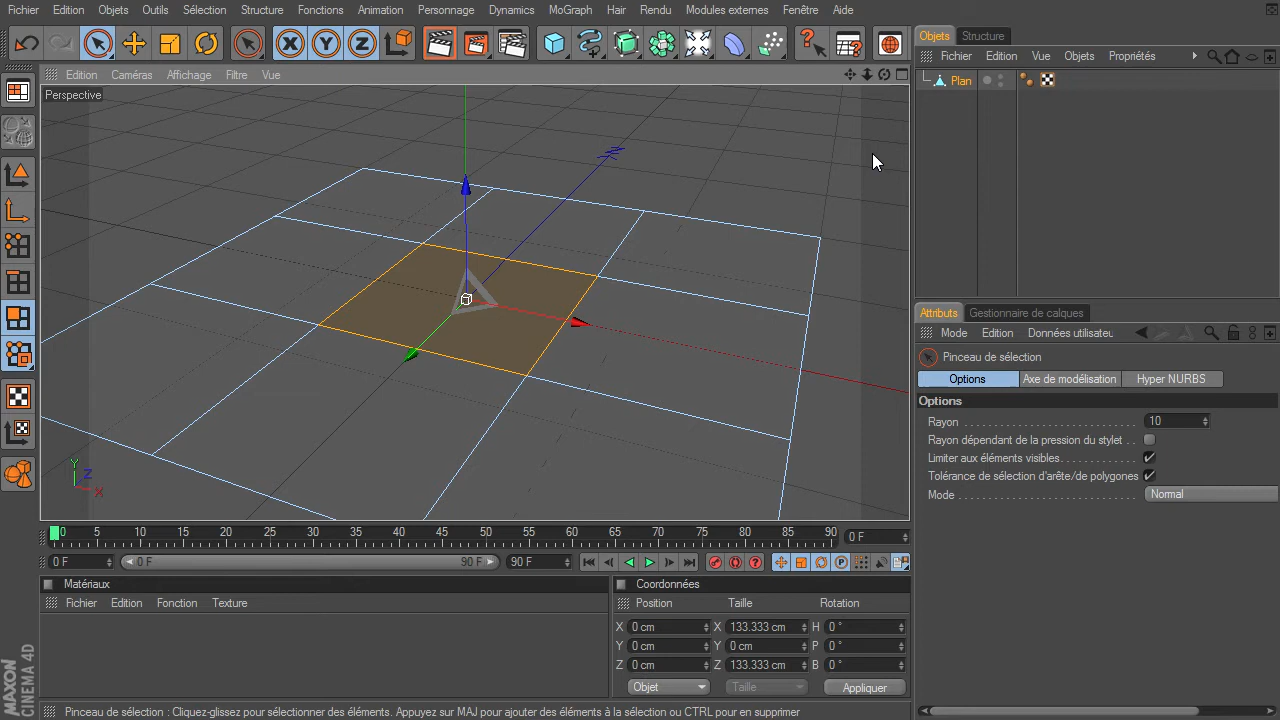 Fichier Edition Objets Outils Sélection Structure Fonctions Animation Personnage Dynamics MoGraph Hair Rendu Modules externes Fenêtre Aide
X Y Z
Objets Structure
Fichier Edition Vue Objets Propriétés
Edition Caméras Affichage Filtre Vue
Plan
Perspective
Attributs Gestionnaire de calques
Mode Edition Données utilisateu
Pinceau de sélection
Options Axe de modélisation Hyper NURBS
Options
Rayon 10
Rayon dépendant de la pression du stylet
Limiter aux éléments visibles
Tolérance de sélection d'arête/de polygones
Mode Normal
Y Z X
0 5 10 15 20 25 30 35 40 45 50 55 60 65 70 75 80 85 90 0 F
0 F 0 F 90 F 90 F
Matériaux
Fichier Edition Fonction Texture
Coordonnées
Position Taille Rotation
X 0 cm X 133.333 cm H 0 °
Y 0 cm Y 0 cm P 0 °
Z 0 cm Z 133.333 cm B 0 °
Objet Taille Appliquer
MAXON
CINEMA 4D
Pinceau de sélection : Cliquez-glissez pour sélectionner des éléments. Appuyez sur MAJ pour ajouter des éléments à la sélection ou CTRL pour en supprimer